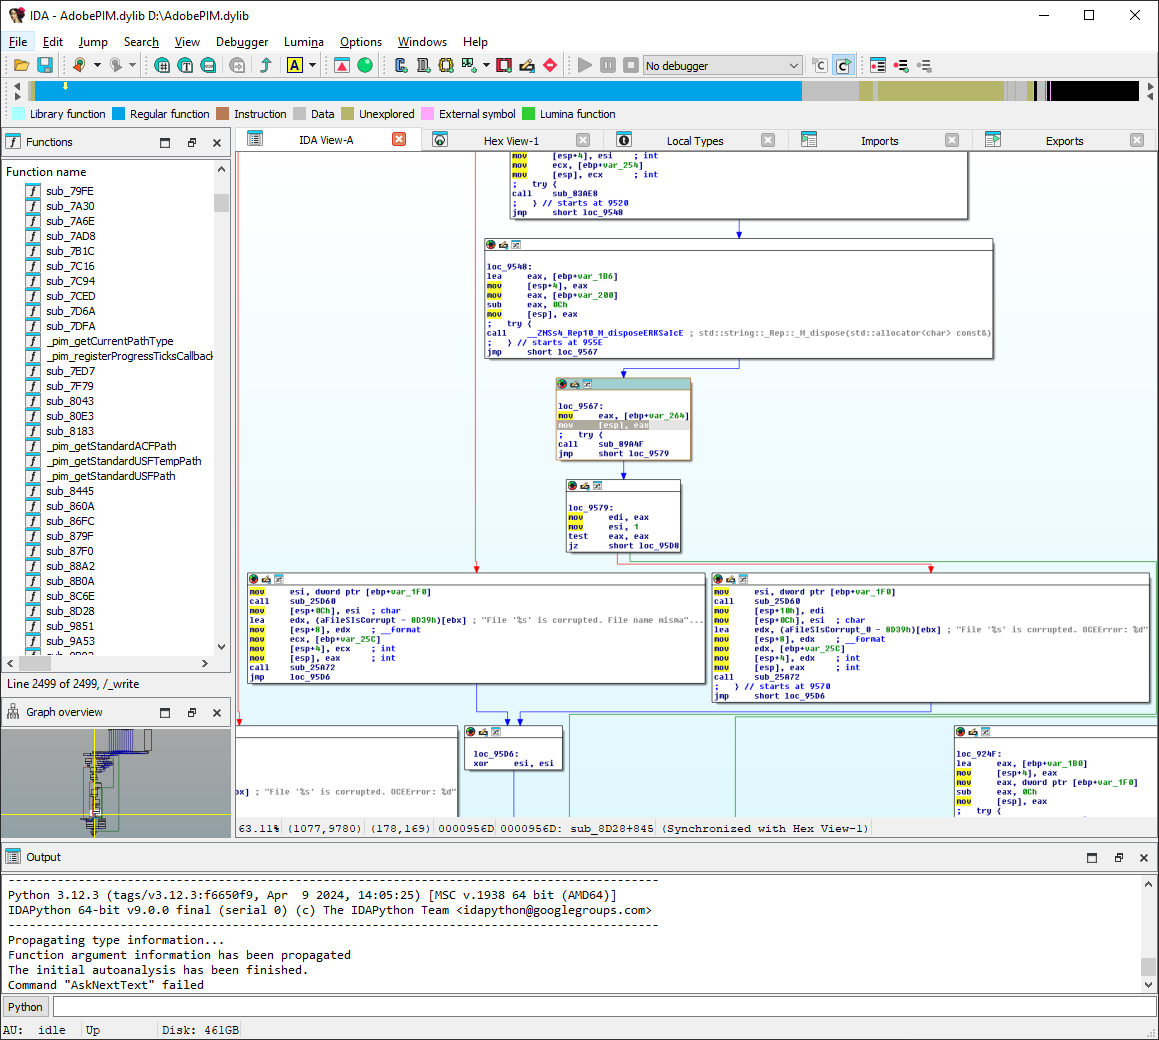 IDA - AdobePIM.dylib D:\AdobePIM.dylib
File Edit Jump Search View Debugger Lumina Options Windows Help
No debugger
Library function Regular function Instruction Data Unexplored External symbol Lumina function
Functions
IDA View-A Hex View-1 Local Types Imports Exports
Function name
sub_79FE
sub_7A30
sub_7A6E
sub_7AD8
sub_7B1C
sub_7C16
sub_7C94
sub_7CED
sub_7D6A
sub_7DFA
_pim_getCurrentPathType
_pim_registerProgressTicksCallback
sub_7ED7
sub_7F79
sub_8043
sub_80E3
sub_8183
_pim_getStandardACFPath
_pim_getStandardUSFTempPath
_pim_getStandardUSFPath
sub_8445
sub_860A
sub_86FC
sub_879F
sub_87F0
sub_88A2
sub_8B0A
sub_8C6E
sub_8D28
sub_9851
sub_9A53
Line 2499 of 2499, /_write
Graph overview
mov [esp+4], esi ; int
mov ecx, [ebp+var_254]
mov [esp], ecx ; int
; try {
call sub_83AE8
; } // starts at 9520
jmp short loc_9548
loc_9548:
lea eax, [ebp+var_1B6]
mov [esp+4], eax
mov eax, [ebp+var_200]
sub eax, 0Ch
mov [esp], eax
; try {
call __ZNSs4_Rep10_M_disposeERKSaIcE ; std::string::_Rep::_M_dispose(std::allocator<char> const&)
; } // starts at 955E
jmp short loc_9567
loc_9567:
mov eax, [ebp+var_264]
mov [esp], eax
; try {
call sub_89A4F
jmp short loc_9579
loc_9579:
mov edi, eax
mov esi, 1
test eax, eax
jz short loc_95D8
mov esi, dword ptr [ebp+var_1F0]
call sub_25D60
mov [esp+0Ch], esi ; char
lea edx, (aFileSIsCorrupt - 8D39h)[ebx] ; "File '%s' is corrupted. File name misma"...
mov [esp+8], edx ; __format
mov ecx, [ebp+var_25C]
mov [esp+4], ecx ; int
mov [esp], eax ; int
call sub_25A72
jmp loc_95D6
mov esi, dword ptr [ebp+var_1F0]
call sub_25D60
mov [esp+10h], edi
mov [esp+0Ch], esi ; char
lea edx, (aFileSIsCorrupt_0 - 8D39h)[ebx] ; "File '%s' is corrupted. OCEError: %d"
mov [esp+8], edx ; __format
mov edx, [ebp+var_25C]
mov [esp+4], edx ; int
mov [esp], eax ; int
call sub_25A72
; } // starts at 9570
jmp short loc_95D6
bx] ; "File '%s' is corrupted. OCEError: %d"
loc_95D6:
xor esi, esi
loc_924F:
lea eax, [ebp+var_1B0]
mov [esp+4], eax
mov eax, dword ptr [ebp+var_1F0]
sub eax, 0Ch
mov [esp], eax
; try {
63.11% (1077,9780) (178,169) 0000956D 0000956D: sub_8D28+845 (Synchronized with Hex View-1)
Output
Python 3.12.3 (tags/v3.12.3:f6650f9, Apr 9 2024, 14:05:25) [MSC v.1938 64 bit (AMD64)]
IDAPython 64-bit v9.0.0 final (serial 0) (c) The IDAPython Team <idapython@googlegroups.com>
Propagating type information...
Function argument information has been propagated
The initial autoanalysis has been finished.
Command "AskNextText" failed
Python
AU: idle Up Disk: 461GB